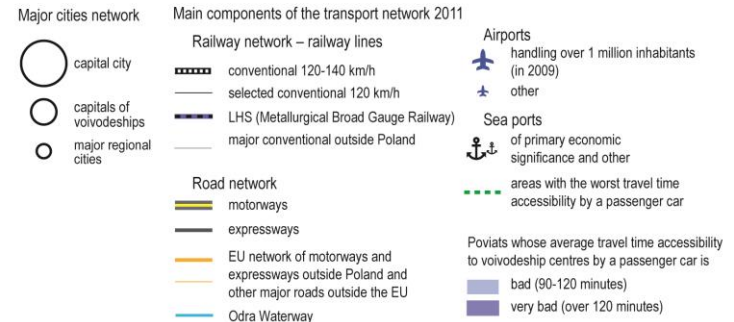 Major cities network
capital city
capitals of
voivodeships
major regional
cities
Main components of the transport network 2011
Railway network – railway lines
conventional 120-140 km/h
selected conventional 120 km/h
LHS (Metallurgical Broad Gauge Railway)
major conventional outside Poland
Road network
motorways
expressways
EU network of motorways and
expressways outside Poland and
other major roads outside the EU
Odra Waterway
Airports
handling over 1 million inhabitants
(in 2009)
other
Sea ports
of primary economic
significance and other
areas with the worst travel time
accessibility by a passenger car
Poviats whose average travel time accessibility
to voivodeship centres by a passenger car is
bad (90-120 minutes)
very bad (over 120 minutes)